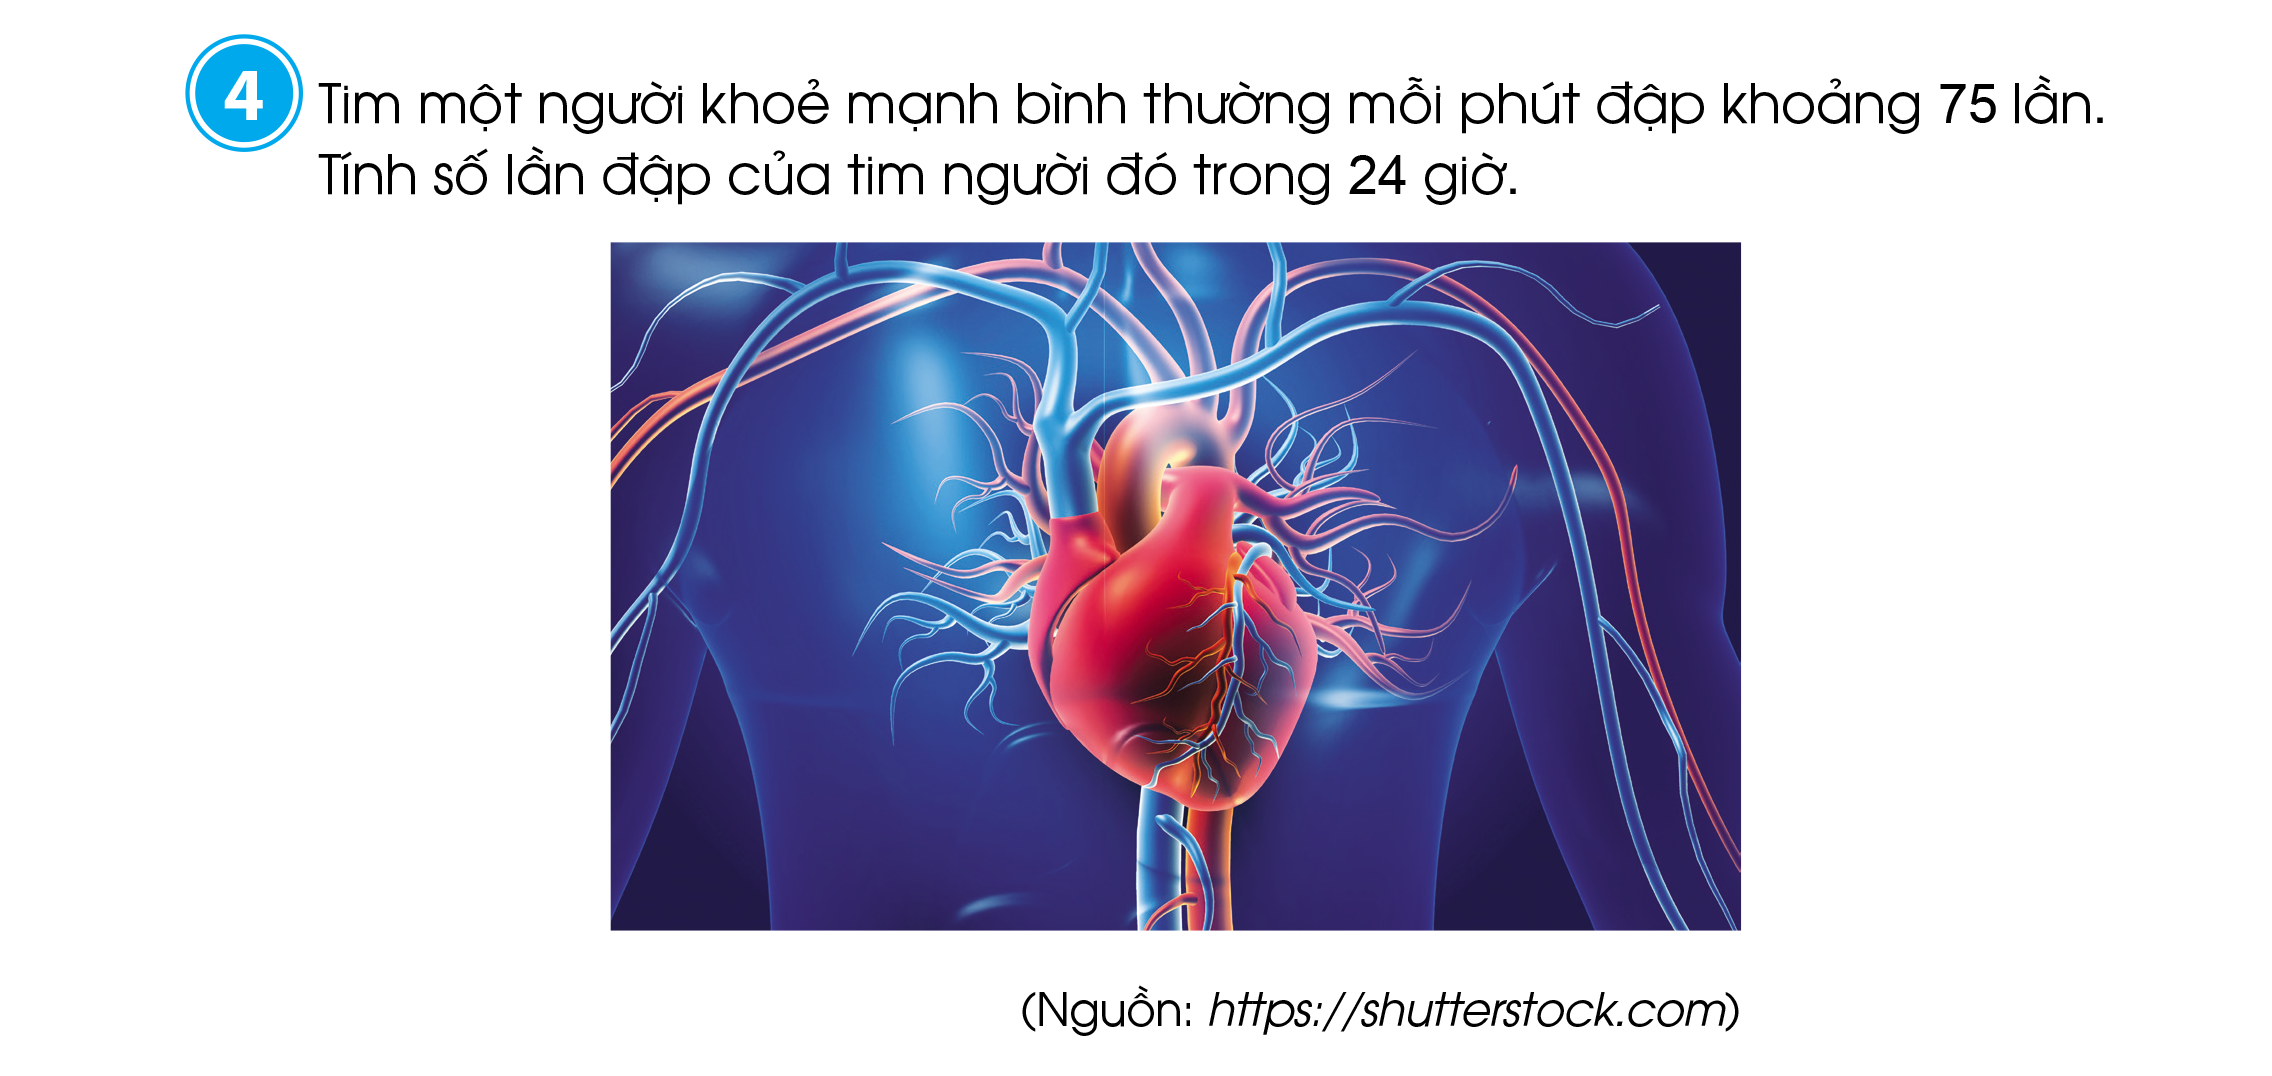 4 Tim một người khoẻ mạnh bình thường mỗi phút đập khoảng 75 lần.
Tính số lần đập của tim người đó trong 24 giờ.
(Nguồn: https://shutterstock.com)